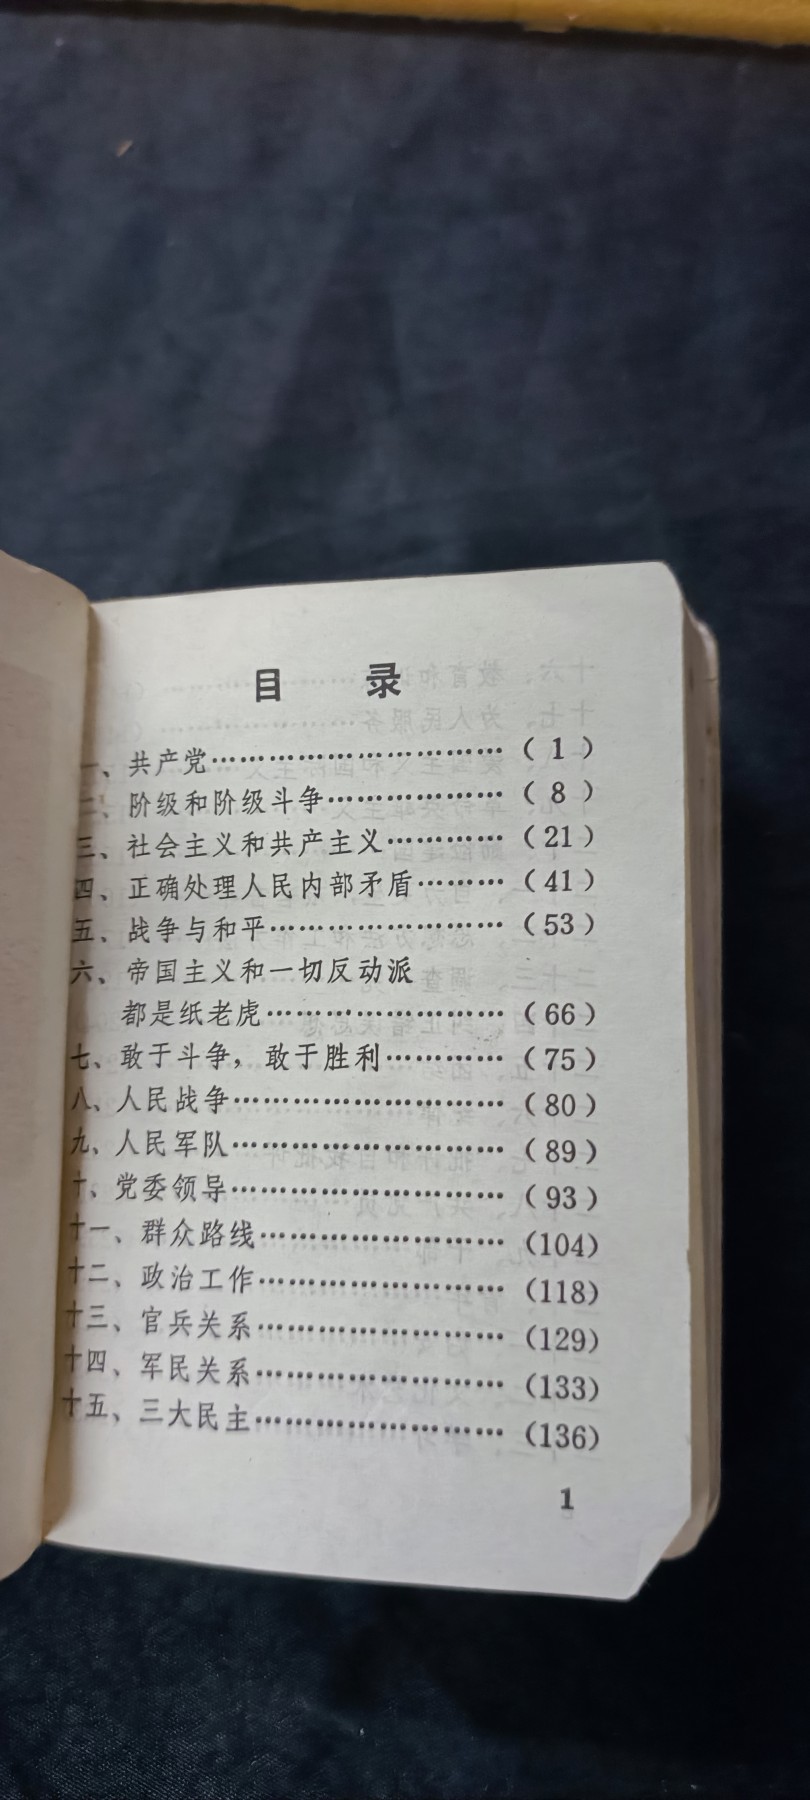 目 录
一、共产党……………………………( 1 )
二、阶级和阶级斗争………………( 8 )
三、社会主义和共产主义…………(21)
四、正确处理人民内部矛盾………(41)
五、战争与和平……………………(53)
六、帝国主义和一切反动派
都是纸老虎……………………(66)
七、敢于斗争，敢于胜利…………(75)
八、人民战争………………………(80)
九、人民军队………………………(89)
十、党委领导………………………(93)
十一、群众路线……………………(104)
十二、政治工作……………………(118)
十三、官兵关系……………………(129)
十四、军民关系……………………(133)
十五、三大民主……………………(136)
1